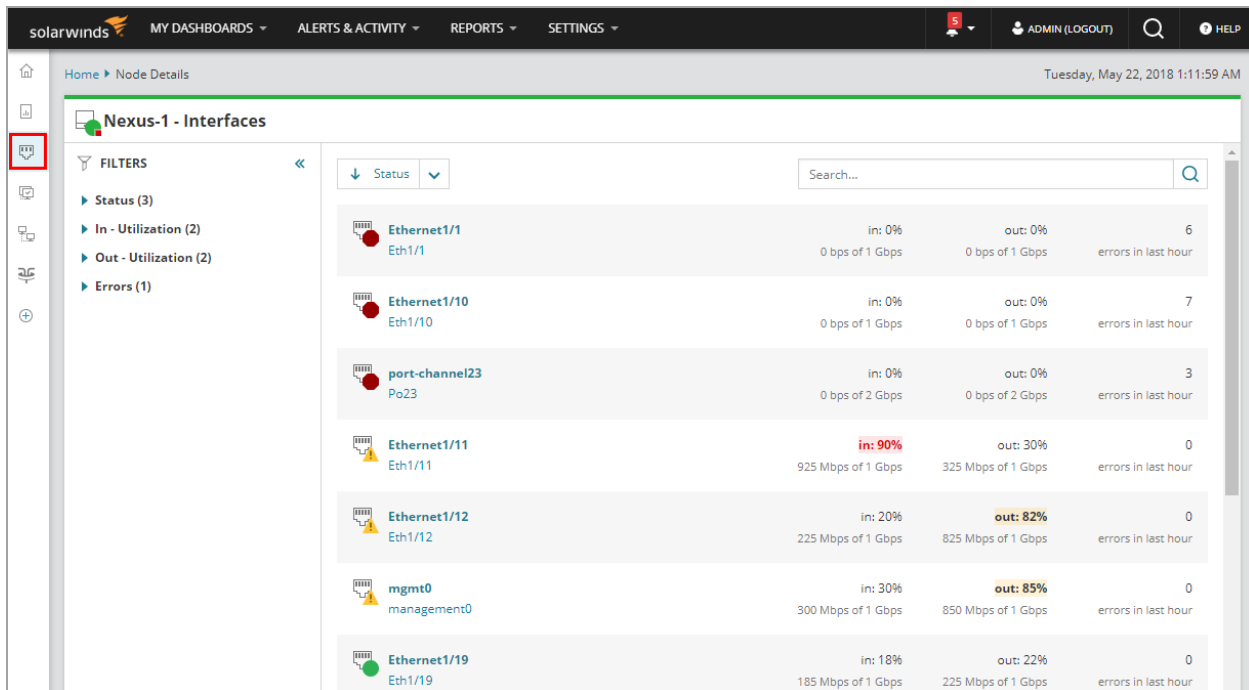 solarwinds MY DASHBOARDS ALERTS & ACTIVITY REPORTS SETTINGS 5 ADMIN (LOGOUT) ? HELP
Home Node Details Tuesday, May 22, 2018 1:11:59 AM
Nexus-1 - Interfaces
FILTERS «
Status (3)
In - Utilization (2)
Out - Utilization (2)
Errors (1)
Status Search...
Ethernet1/1 in: 0% out: 0% 6
Eth1/1 0 bps of 1 Gbps 0 bps of 1 Gbps errors in last hour
Ethernet1/10 in: 0% out: 0% 7
Eth1/10 0 bps of 1 Gbps 0 bps of 1 Gbps errors in last hour
port-channel23 in: 0% out: 0% 3
Po23 0 bps of 2 Gbps 0 bps of 2 Gbps errors in last hour
Ethernet1/11 in: 90% out: 30% 0
Eth1/11 925 Mbps of 1 Gbps 325 Mbps of 1 Gbps errors in last hour
Ethernet1/12 in: 20% out: 82% 0
Eth1/12 225 Mbps of 1 Gbps 825 Mbps of 1 Gbps errors in last hour
mgmt0 in: 30% out: 85% 0
management0 300 Mbps of 1 Gbps 850 Mbps of 1 Gbps errors in last hour
Ethernet1/19 in: 18% out: 22% 0
Eth1/19 185 Mbps of 1 Gbps 225 Mbps of 1 Gbps errors in last hour